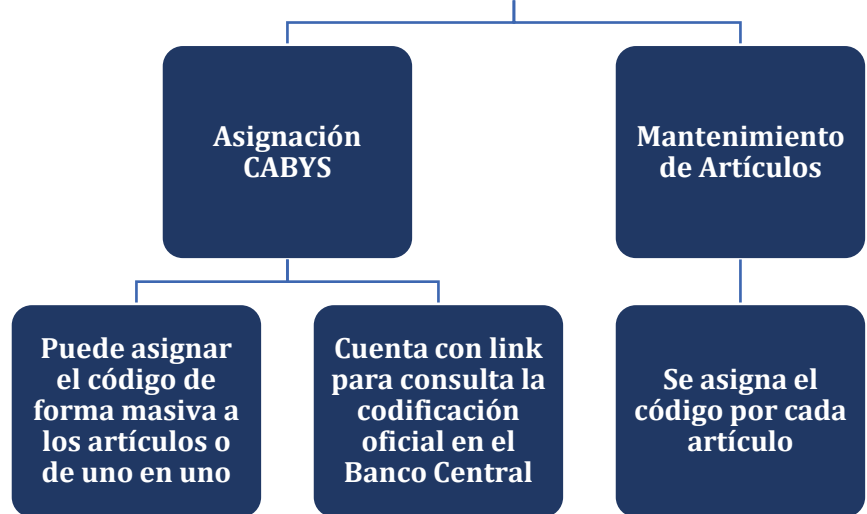 Asignación
CABYS
Mantenimiento
de Artículos
Puede asignar
el código de
forma masiva a
los artículos o
de uno en uno
Cuenta con link
para consulta la
codificación
oficial en el
Banco Central
Se asigna el
código por cada
artículo